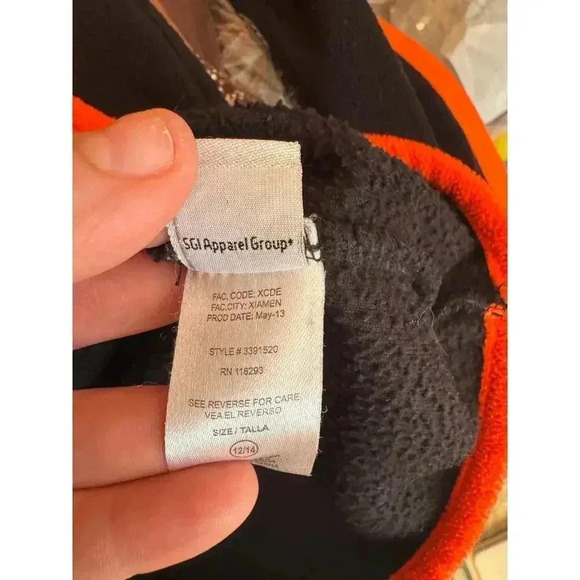 SGI Apparel Group*
FAC. CODE: XCDE
FAC.CITY: XIAMEN
PROD DATE: May-13
STYLE # 3391520
RN 118293
SEE REVERSE FOR CARE
VEA EL REVERSO
SIZE / TALLA
12/14